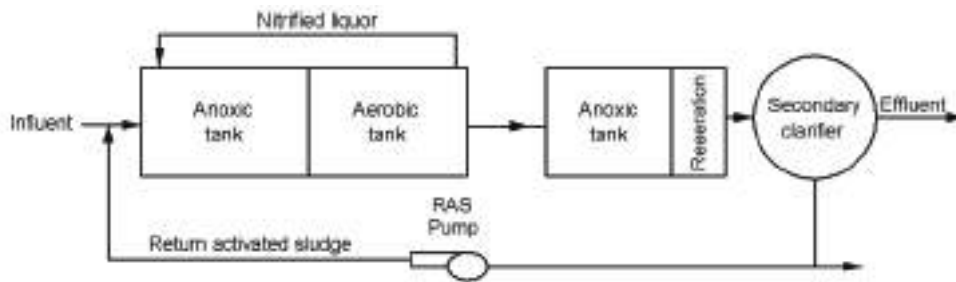 Nitrified liquor
Influent
Anoxic
tank
Aerobic
tank
Anoxic
tank
Reaeration
Secondary
clarifier
Effluent
RAS
Pump
Return activated sludge